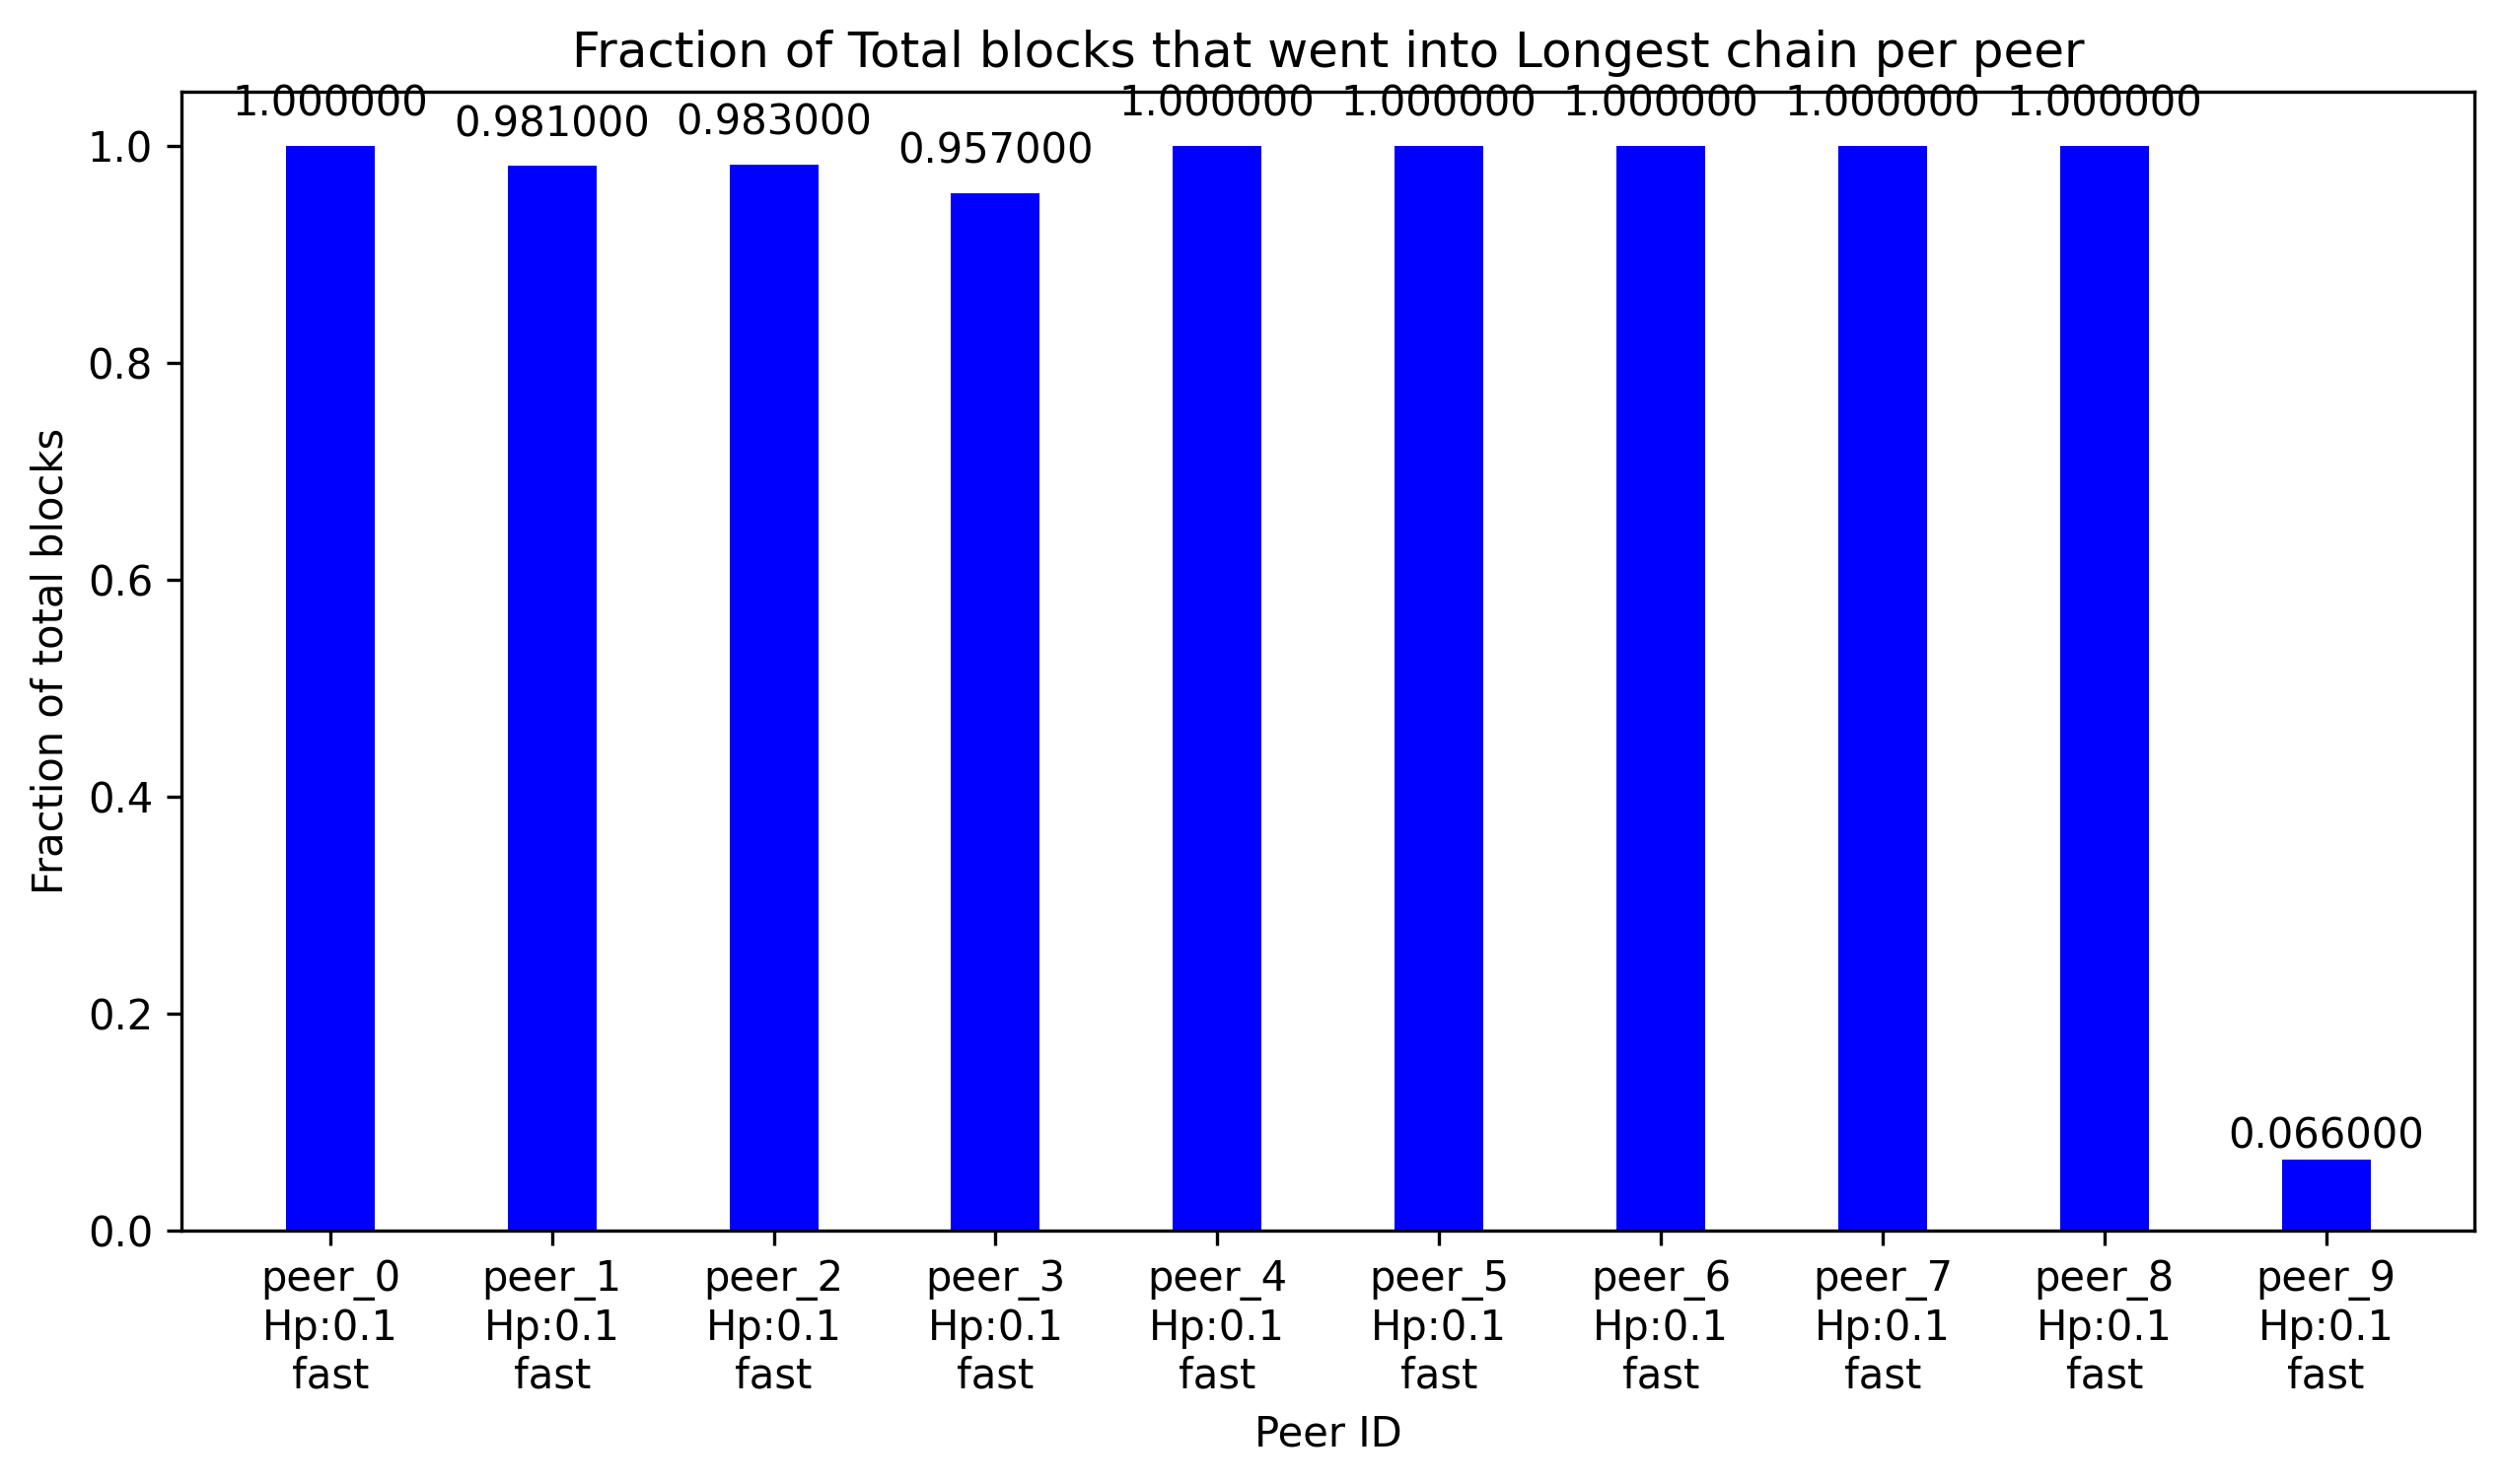 Fraction of Total blocks that went into Longest chain per peer
1.000000 0.981000 0.983000 0.957000 1.000000 1.000000 1.000000 1.000000 1.000000 0.066000
Fraction of total blocks
1.0
0.8
0.6
0.4
0.2
0.0
peer_0 peer_1 peer_2 peer_3 peer_4 peer_5 peer_6 peer_7 peer_8 peer_9
Hp:0.1 Hp:0.1 Hp:0.1 Hp:0.1 Hp:0.1 Hp:0.1 Hp:0.1 Hp:0.1 Hp:0.1 Hp:0.1
fast fast fast fast fast fast fast fast fast fast
Peer ID